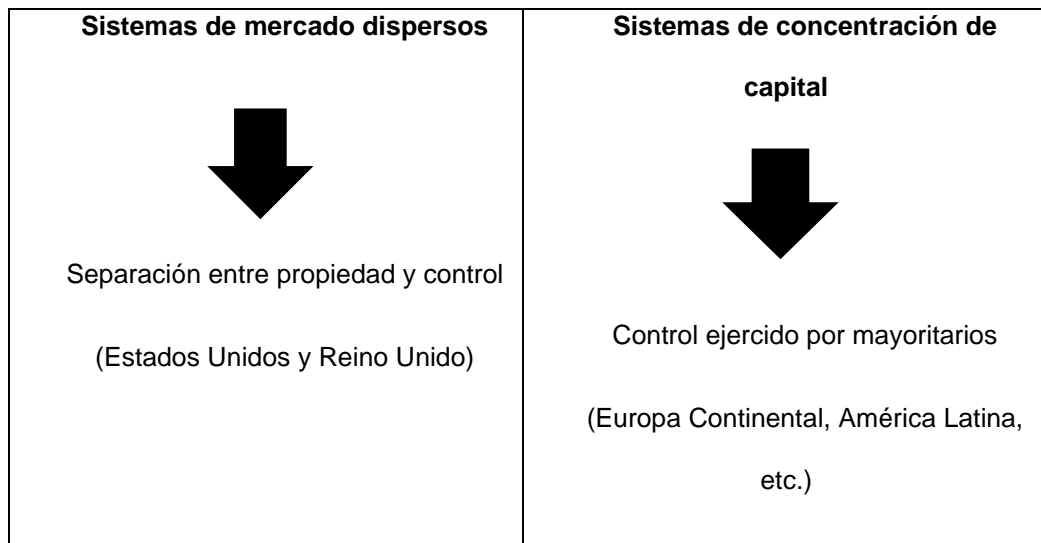 Sistemas de mercado dispersos
Separación entre propiedad y control
(Estados Unidos y Reino Unido)
Sistemas de concentración de
capital
Control ejercido por mayoritarios
(Europa Continental, América Latina,
etc.)